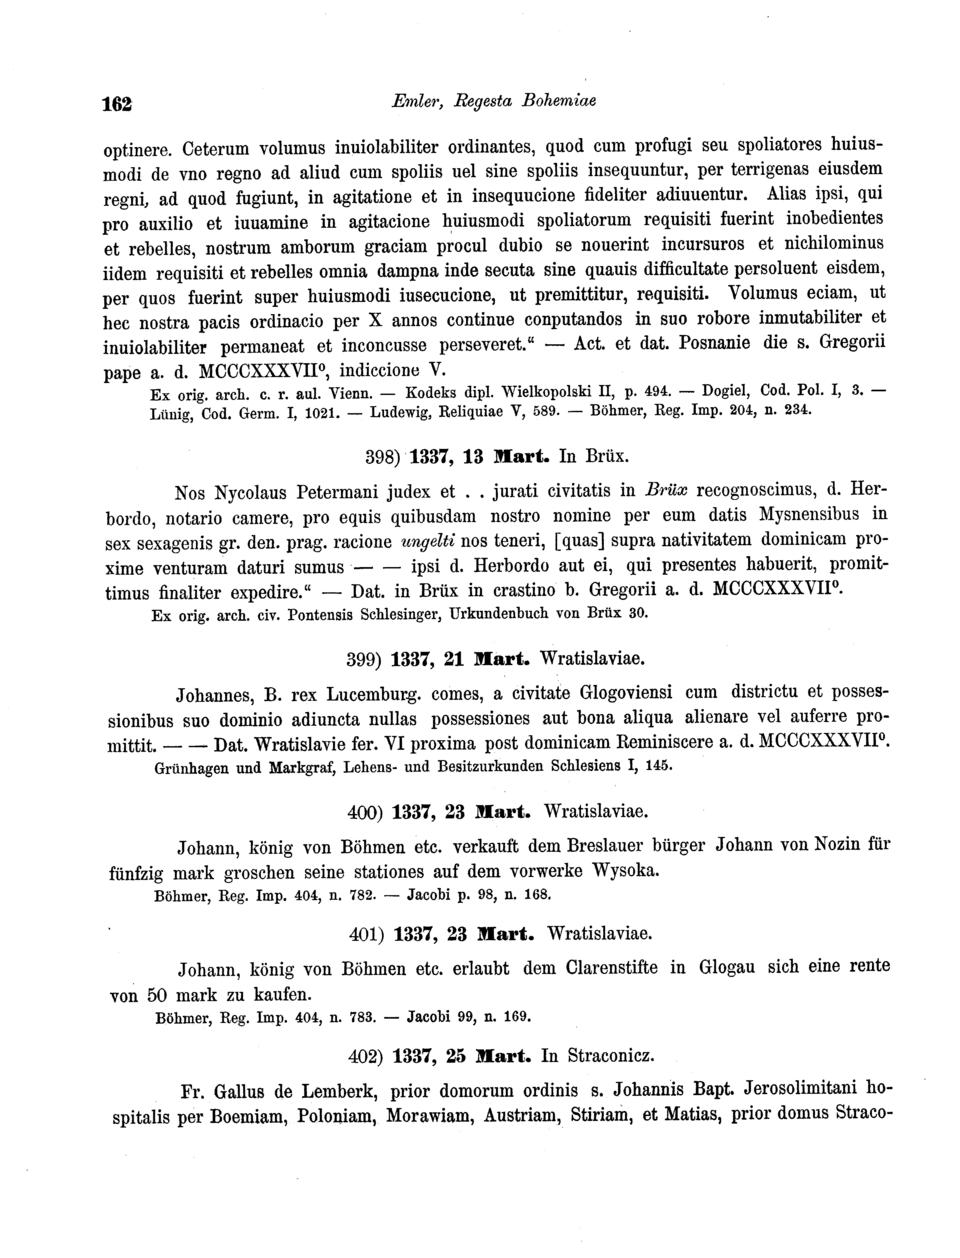 162 Emler, Regesta Bohemiae
optinere. Ceterum volumus inuiolabiliter ordinantes, quod cum profugi seu spoliatores huius-
modi de vno regno ad aliud cum spoliis uel sine spoliis insequuntur, per terrigenas eiusdem
regni, ad quod fugiunt, in agitatione et in insequucione fideliter adiuuentur. Alias ipsi, qui
pro auxilio et iuuamine in agitacione huiusmodi spoliatorum requisiti fuerint inobedientes
et rebelles, nostrum amborum graciam procul dubio se nouerint incursuros et nichilominus
iidem requisiti et rebelles omnia dampna inde secuta sine quauis difficultate persoluent eisdem,
per quos fuerint super huiusmodi iusecucione, ut premittitur, requisiti. Volumus eciam, ut
hec nostra pacis ordinacio per X annos continue conputandos in suo robore inmutabiliter et
inuiolabiliter permaneat et inconcusse perseveret.“ — Act. et dat. Posnanie die s. Gregorii
pape a. d. MCCCXXXVII⁰, indiccione V.
Ex orig. arch. c. r. aul. Vienn. — Kodeks dipl. Wielkopolski II, p. 494. — Dogiel, Cod. Pol. I, 3. —
Lünig, Cod. Germ. I, 1021. — Ludewig, Reliquiae V, 589. — Böhmer, Reg. Imp. 204, n. 234.
398) 1337, 13 Mart. In Brüx.
Nos Nycolaus Petermani judex et . . jurati civitatis in Brüx recognoscimus, d. Her-
bordo, notario camere, pro equis quibusdam nostro nomine per eum datis Mysnensibus in
sex sexagenis gr. den. prag. racione ungelti nos teneri, [quas] supra nativitatem dominicam pro-
xime venturam daturi sumus — — ipsi d. Herbordo aut ei, qui presentes habuerit, promit-
timus finaliter expedire.“ — Dat. in Brüx in crastino b. Gregorii a. d. MCCCXXXVII⁰.
Ex orig. arch. civ. Pontensis Schlesinger, Urkundenbuch von Brüx 30.
399) 1337, 21 Mart. Wratislaviae.
Johannes, B. rex Lucemburg. comes, a civitate Glogoviensi cum districtu et posses-
sionibus suo dominio adiuncta nullas possessiones aut bona aliqua alienare vel auferre pro-
mittit. — — Dat. Wratislavie fer. VI proxima post dominicam Reminiscere a. d. MCCCXXXVII⁰.
Grünhagen und Markgraf, Lehens- und Besitzurkunden Schlesiens I, 145.
400) 1337, 23 Mart. Wratislaviae.
Johann, könig von Böhmen etc. verkauft dem Breslauer bürger Johann von Nozin für
fünfzig mark groschen seine stationes auf dem vorwerke Wysoka.
Böhmer, Reg. Imp. 404, n. 782. — Jacobi p. 98, n. 168.
401) 1337, 23 Mart. Wratislaviae.
Johann, könig von Böhmen etc. erlaubt dem Clarenstifte in Glogau sich eine rente
von 50 mark zu kaufen.
Böhmer, Reg. Imp. 404, n. 783. — Jacobi 99, n. 169.
402) 1337, 25 Mart. In Straconicz.
Fr. Gallus de Lemberk, prior domorum ordinis s. Johannis Bapt. Jerosolimitani ho-
spitalis per Boemiam, Poloniam, Morawiam, Austriam, Stiriam, et Matias, prior domus Straco-